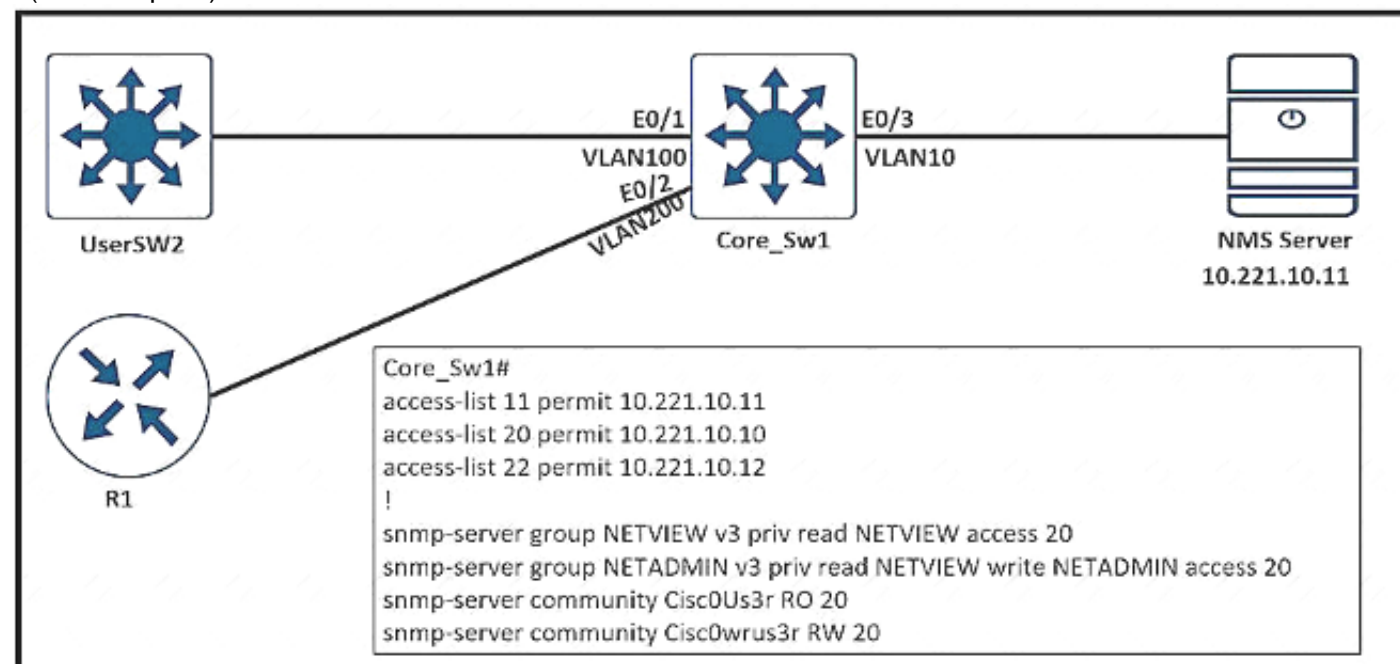 E0/1
E0/3
VLAN100
VLAN10
E0/2
VLAN200
UserSW2
Core_Sw1
NMS Server
10.221.10.11
R1
Core_Sw1#
access-list 11 permit 10.221.10.11
access-list 20 permit 10.221.10.10
access-list 22 permit 10.221.10.12
!
snmp-server group NETVIEW v3 priv read NETVIEW access 20
snmp-server group NETADMIN v3 priv read NETVIEW write NETADMIN access 20
snmp-server community Cisc0Us3r RO 20
snmp-server community Cisc0wrus3r RW 20